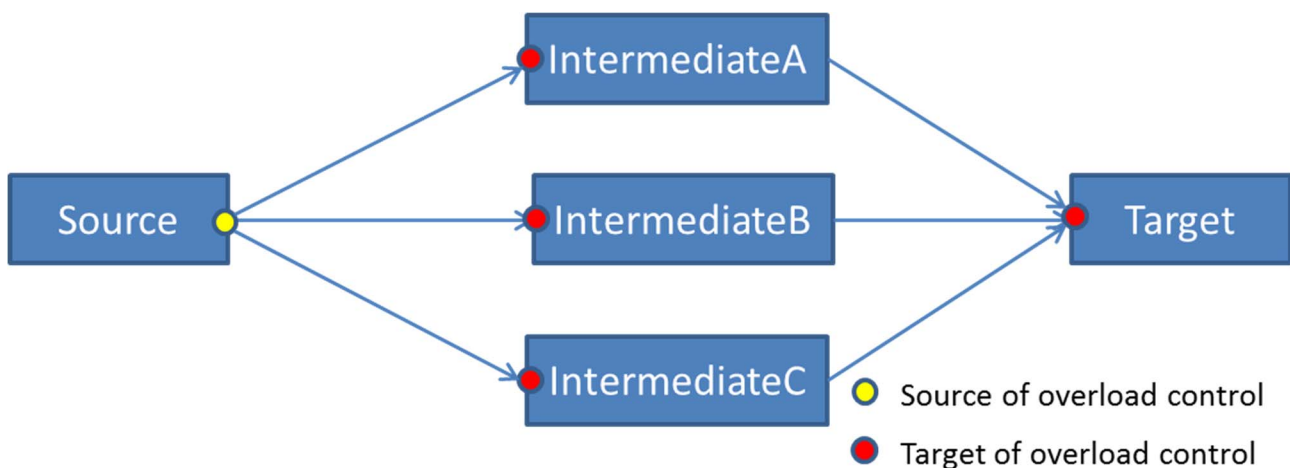 IntermediateA
Source
IntermediateB
Target
IntermediateC
Source of overload control
Target of overload control